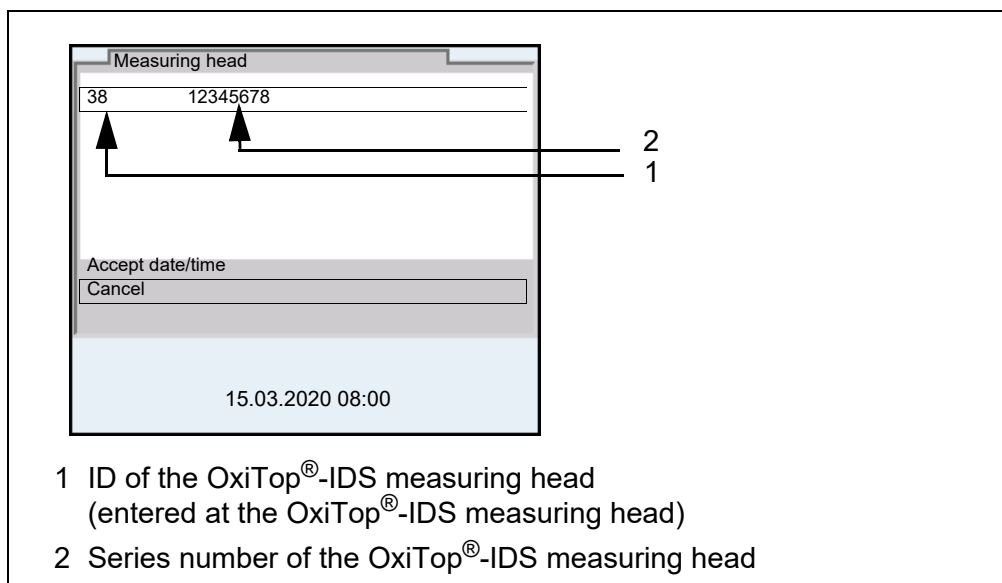 Measuring head
38 12345678
2
1
Accept date/time
Cancel
15.03.2020 08:00
1 ID of the OxiTop®-IDS measuring head
(entered at the OxiTop®-IDS measuring head)
2 Series number of the OxiTop®-IDS measuring head